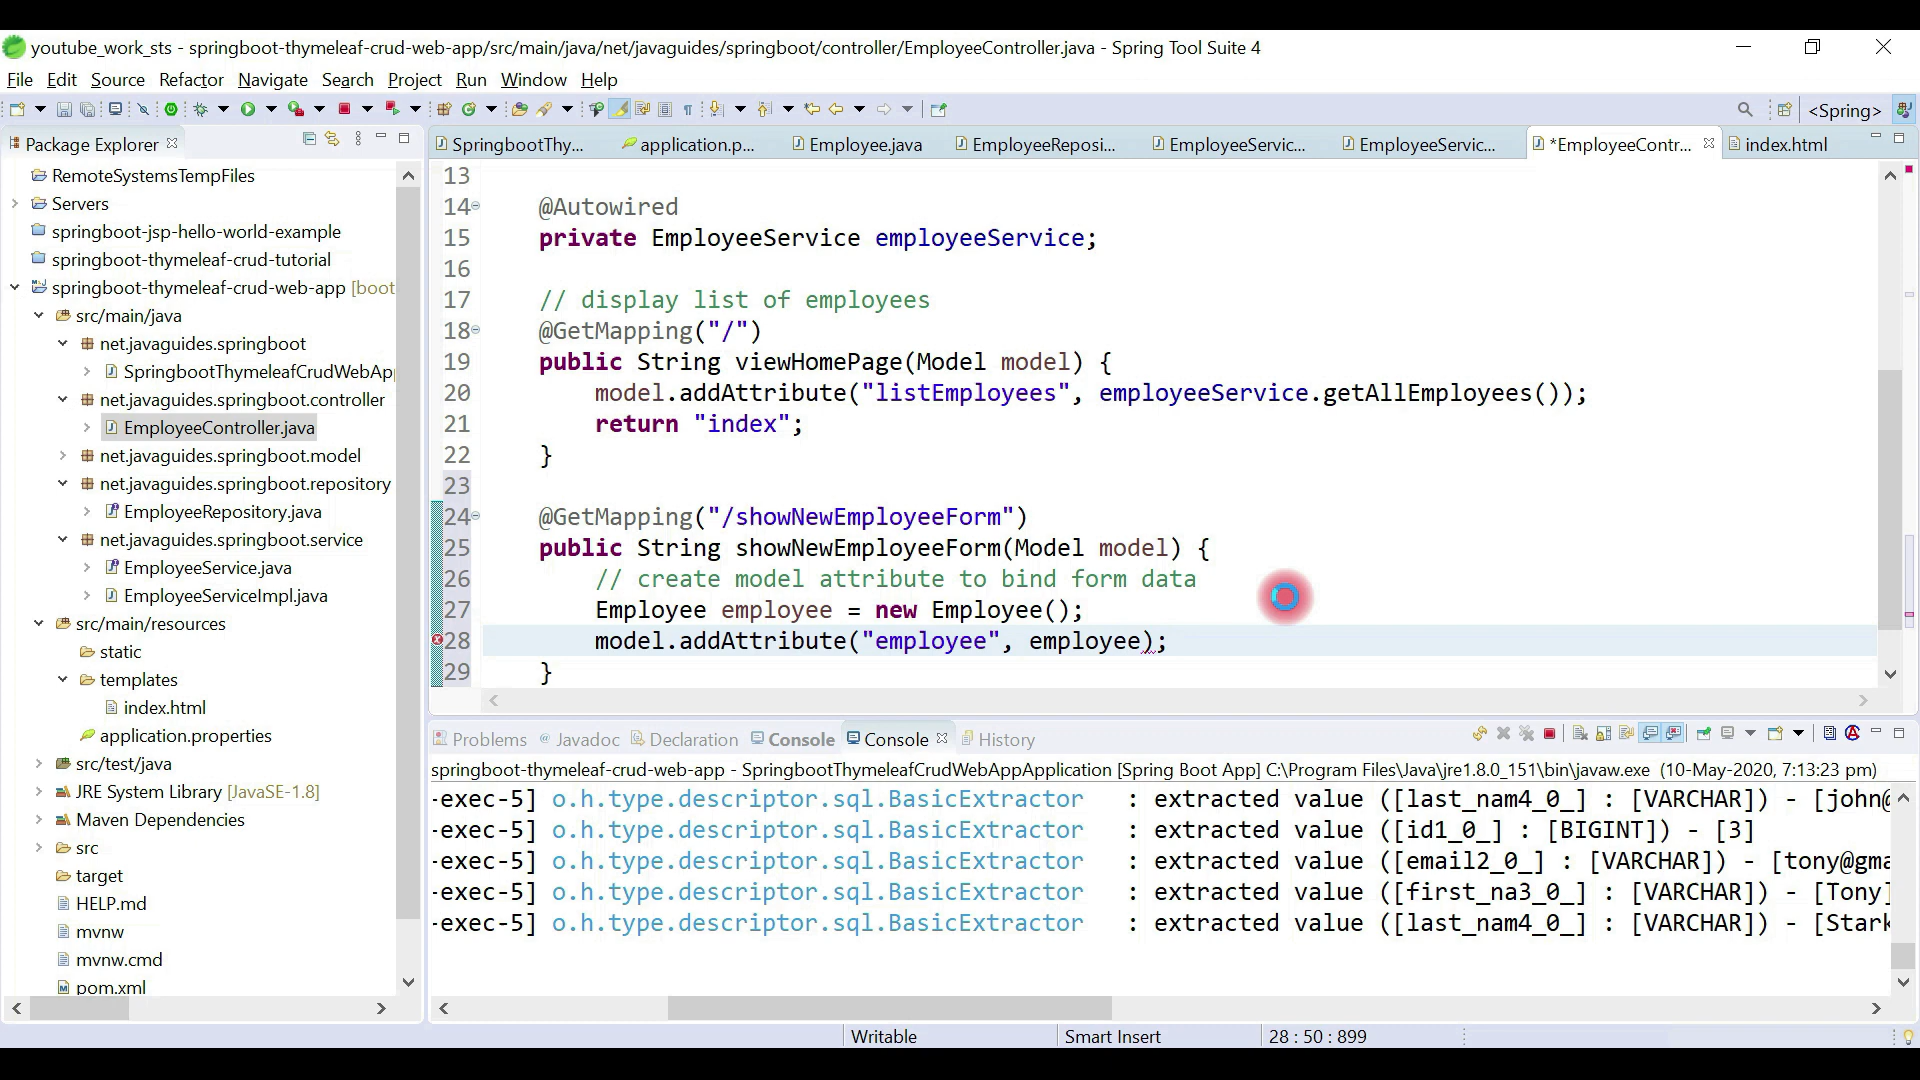 youtube_work_sts - springboot-thymeleaf-crud-web-app/src/main/java/net/javaguides/springboot/controller/EmployeeController.java - Spring Tool Suite 4
File Edit Source Refactor Navigate Search Project Run Window Help
<Spring>
Package Explorer
SpringbootThy... application.p... Employee.java EmployeeReposi... EmployeeServic... EmployeeServic... *EmployeeContr... index.html
RemoteSystemsTempFiles
Servers
springboot-jsp-hello-world-example
springboot-thymeleaf-crud-tutorial
springboot-thymeleaf-crud-web-app [boot
src/main/java
net.javaguides.springboot
SpringbootThymeleafCrudWebApp
net.javaguides.springboot.controller
EmployeeController.java
net.javaguides.springboot.model
net.javaguides.springboot.repository
EmployeeRepository.java
net.javaguides.springboot.service
EmployeeService.java
EmployeeServiceImpl.java
src/main/resources
static
templates
index.html
application.properties
src/test/java
JRE System Library [JavaSE-1.8]
Maven Dependencies
src
target
HELP.md
mvnw
mvnw.cmd
pom.xml
13
14 @Autowired
15 private EmployeeService employeeService;
16
17 // display list of employees
18 @GetMapping("/")
19 public String viewHomePage(Model model) {
20 model.addAttribute("listEmployees", employeeService.getAllEmployees());
21 return "index";
22 }
23
24 @GetMapping("/showNewEmployeeForm")
25 public String showNewEmployeeForm(Model model) {
26 // create model attribute to bind form data
27 Employee employee = new Employee();
28 model.addAttribute("employee", employee);
29 }
Problems Javadoc Declaration Console Console History
springboot-thymeleaf-crud-web-app - SpringbootThymeleafCrudWebAppApplication [Spring Boot App] C:\Program Files\Java\jre1.8.0_151\bin\javaw.exe (10-May-2020, 7:13:23 pm)
-exec-5] o.h.type.descriptor.sql.BasicExtractor : extracted value ([last_nam4_0_] : [VARCHAR]) - [john@
-exec-5] o.h.type.descriptor.sql.BasicExtractor : extracted value ([id1_0_] : [BIGINT]) - [3]
-exec-5] o.h.type.descriptor.sql.BasicExtractor : extracted value ([email2_0_] : [VARCHAR]) - [tony@gma
-exec-5] o.h.type.descriptor.sql.BasicExtractor : extracted value ([first_na3_0_] : [VARCHAR]) - [Tony]
-exec-5] o.h.type.descriptor.sql.BasicExtractor : extracted value ([last_nam4_0_] : [VARCHAR]) - [Stark
Writable Smart Insert 28 : 50 : 899